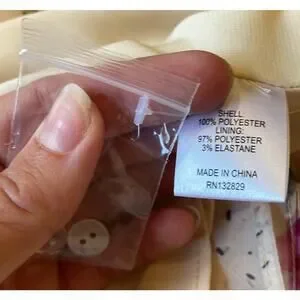 SHELL:
100% POLYESTER
LINING:
97% POLYESTER
3% ELASTANE
MADE IN CHINA
RN132829